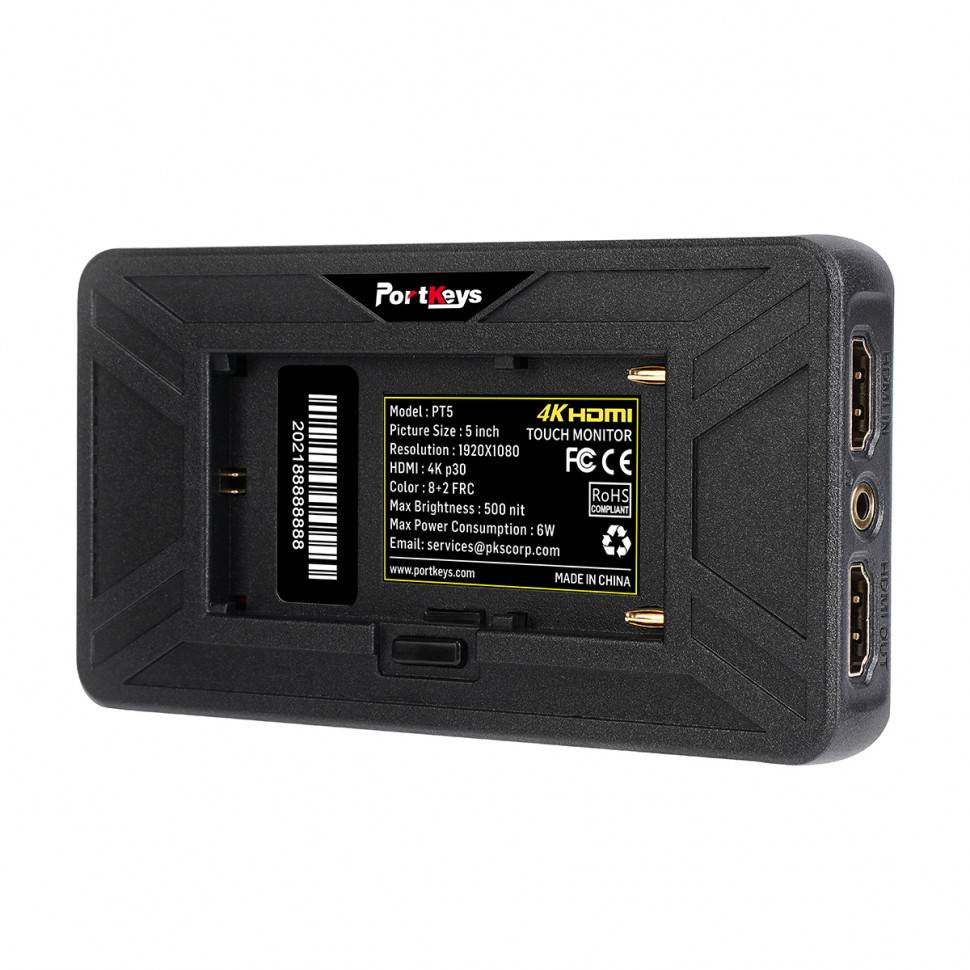 PortKeys
202188888888
Model : PT5
Picture Size : 5 inch
Resolution : 1920X1080
HDMI : 4K p30
Color : 8+2 FRC
Max Brightness : 500 nit
Max Power Consumption : 6W
Email: services@pkscorp.com
www.portkeys.com
4K HDMI
TOUCH MONITOR
FC CE
RoHS
COMPLIANT
MADE IN CHINA
HDMI IN
HDMI OUT